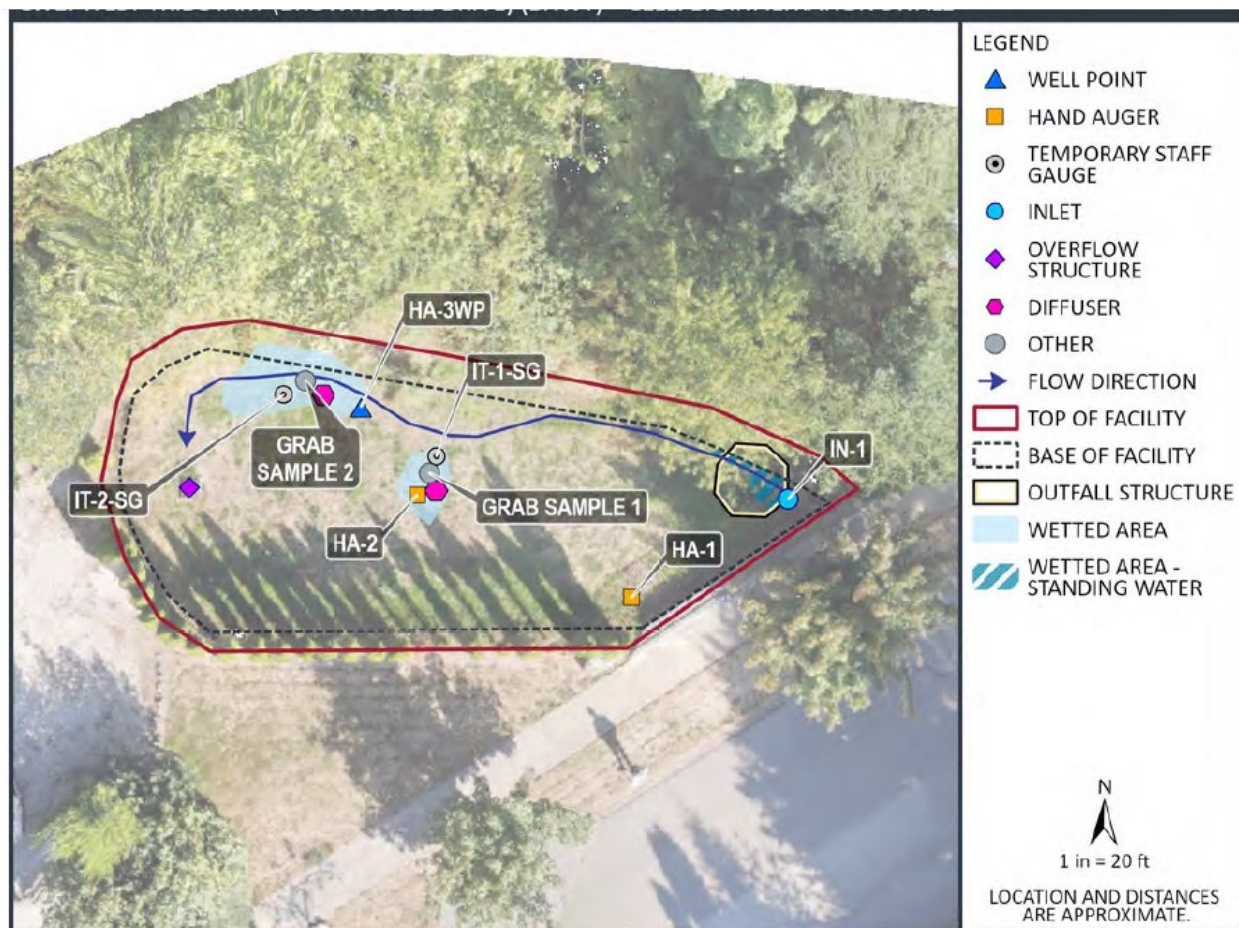 LEGEND
WELL POINT
HAND AUGER
TEMPORARY STAFF
GAUGE
INLET
OVERFLOW
STRUCTURE
DIFFUSER
OTHER
FLOW DIRECTION
TOP OF FACILITY
BASE OF FACILITY
OUTFALL STRUCTURE
WETTED AREA
WETTED AREA -
STANDING WATER
N
1 in = 20 ft
LOCATION AND DISTANCES
ARE APPROXIMATE.
HA-3WP
IT-1-SG
GRAB
SAMPLE 2
IN-1
IT-2-SG
GRAB SAMPLE 1
HA-2
HA-1